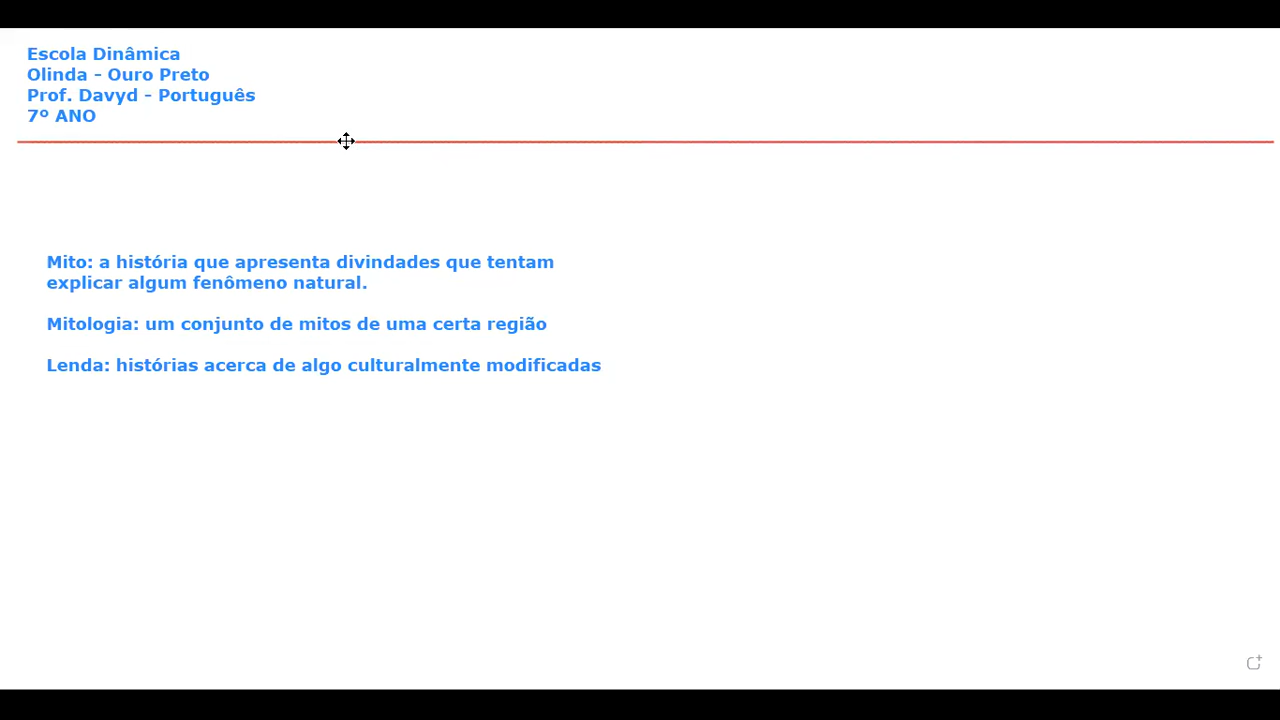 Escola Dinâmica
Olinda - Ouro Preto
Prof. Davyd - Português
7º ANO
Mito: a história que apresenta divindades que tentam
explicar algum fenômeno natural.
Mitologia: um conjunto de mitos de uma certa região
Lenda: histórias acerca de algo culturalmente modificadas